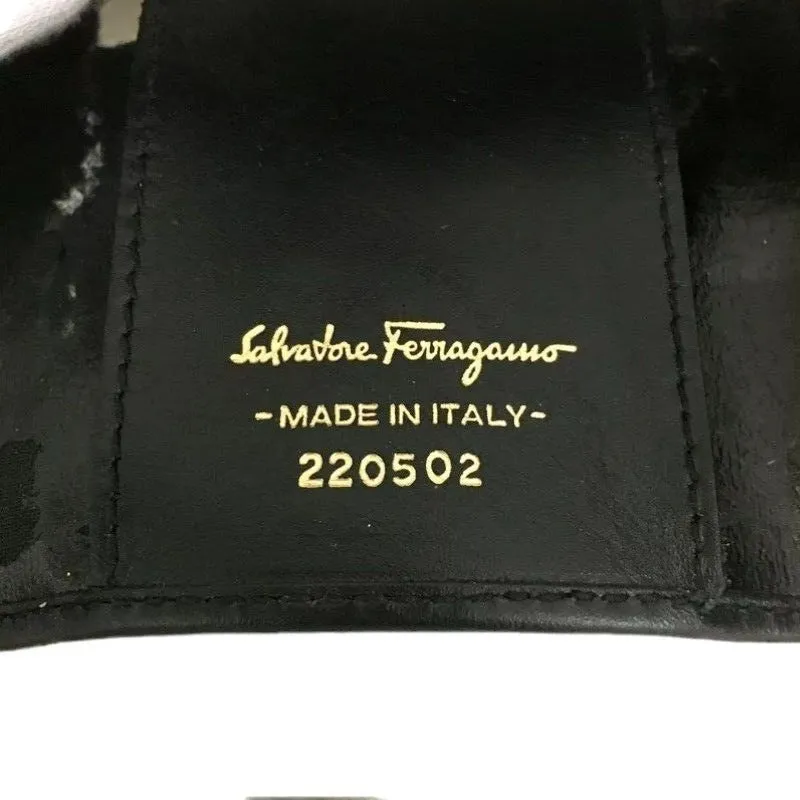 Salvatore Ferragamo
-MADE IN ITALY-
220502